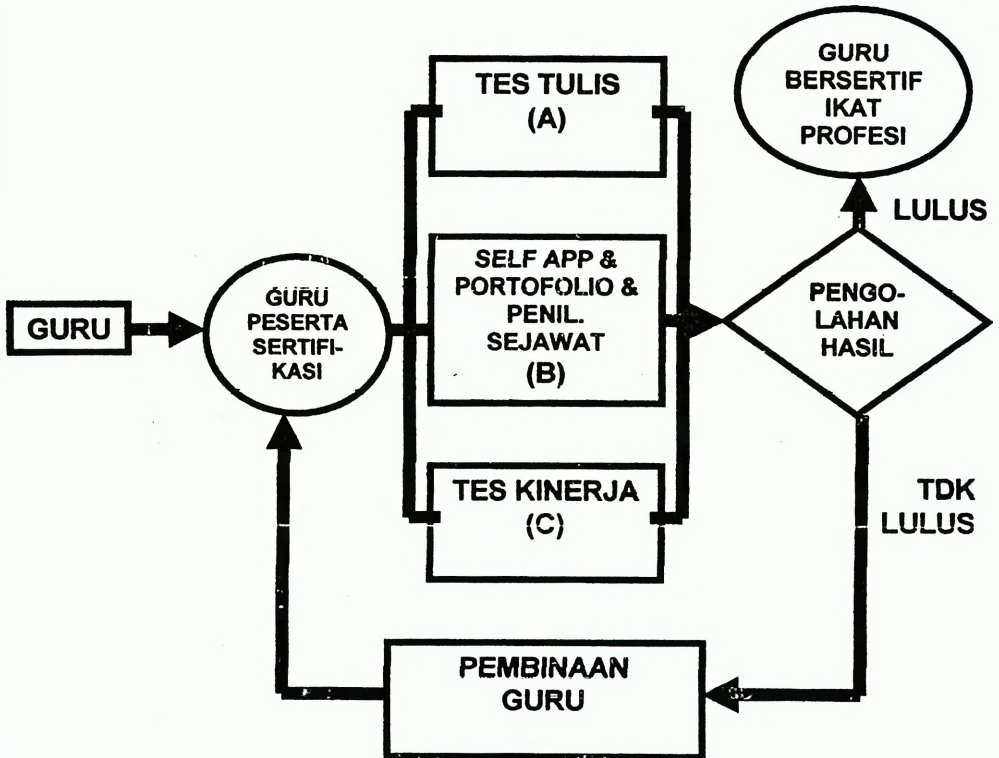 GURU
GURU
PESERTA
SERTIFI-
KASI
TES TULIS
(A)
SELF APP &
PORTOFOLIO &
PENIL.
SEJAWAT
(B)
TES KINERJA
(C)
PENGO-
LAHAN
HASIL
LULUS
GURU
BERSERTIF
IKAT
PROFESI
TDK
LULUS
PEMBINAAN
GURU